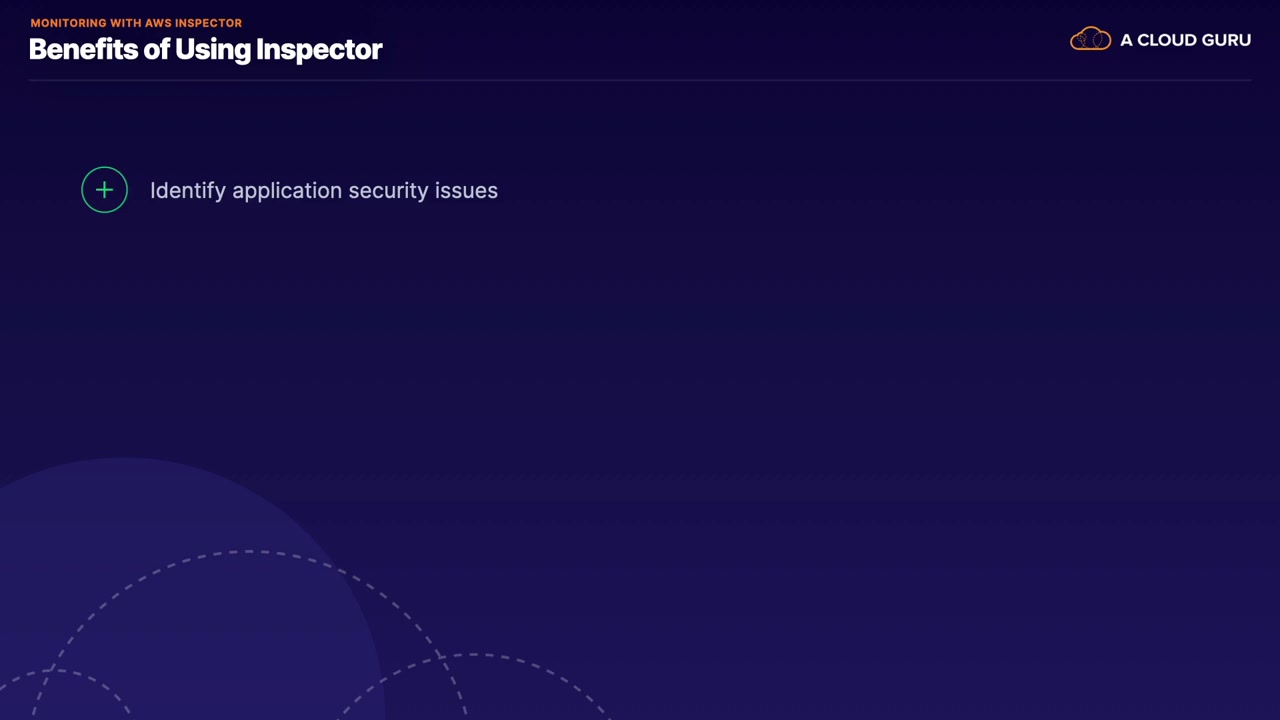 MONITORING WITH AWS INSPECTOR
Benefits of Using Inspector
A CLOUD GURU
Identify application security issues